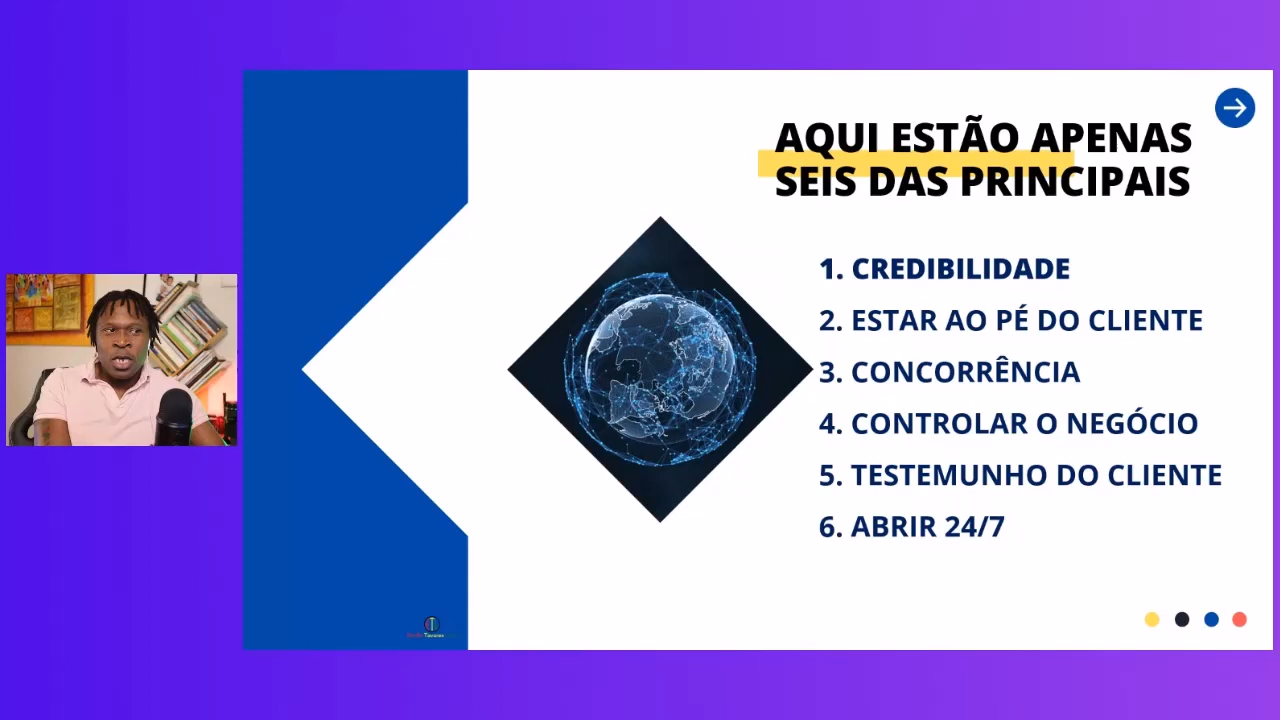 AQUI ESTÃO APENAS
SEIS DAS PRINCIPAIS
1. CREDIBILIDADE
2. ESTAR AO PÉ DO CLIENTE
3. CONCORRÊNCIA
4. CONTROLAR O NEGÓCIO
5. TESTEMUNHO DO CLIENTE
6. ABRIR 24/7
Tavares